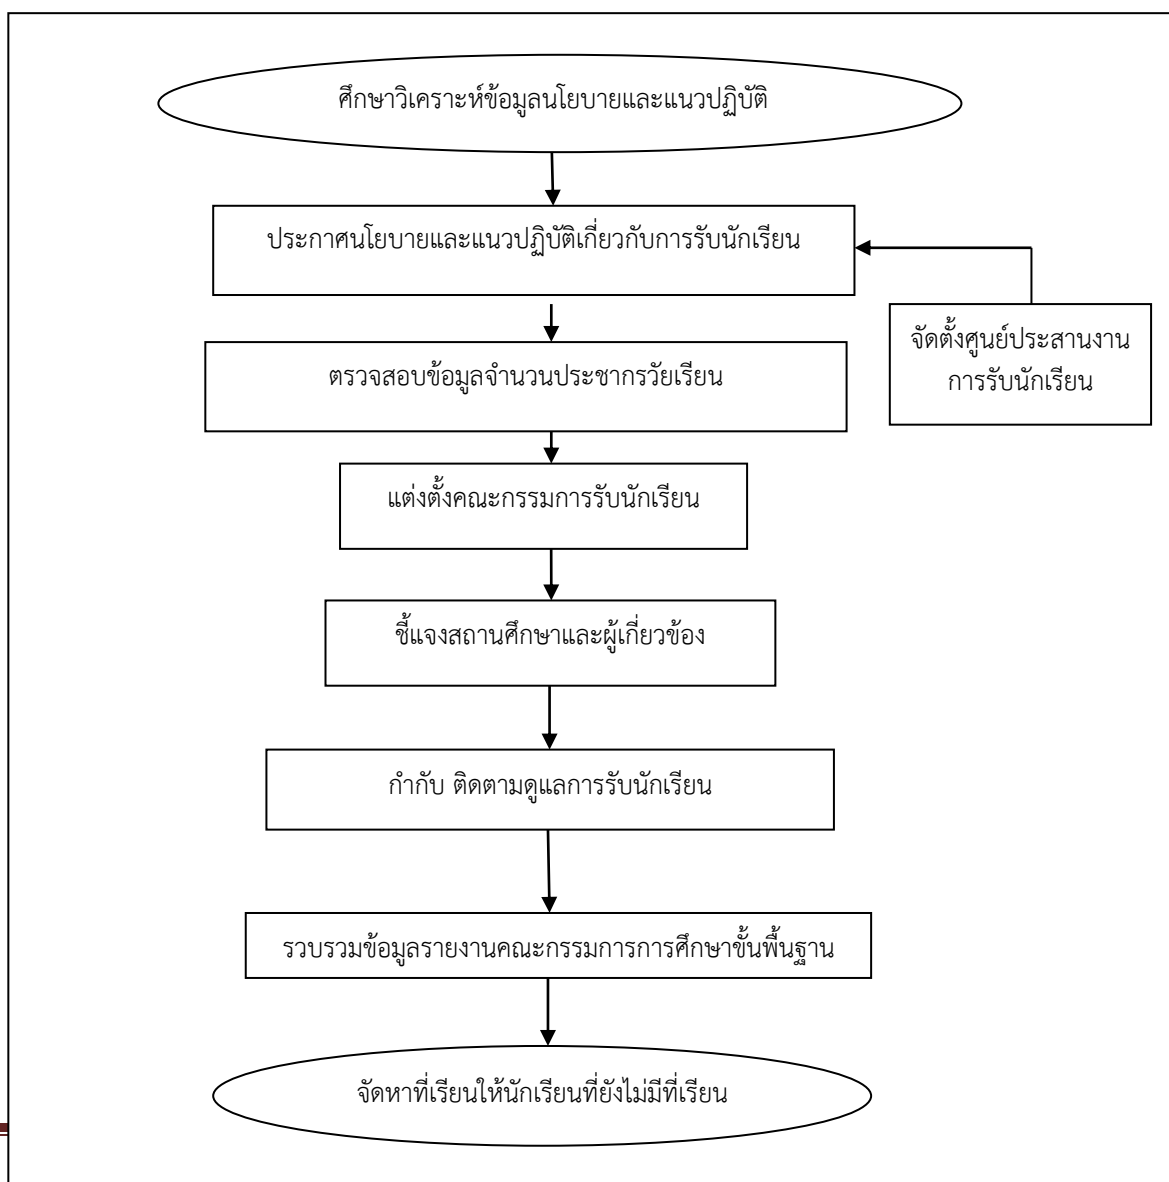 ศึกษาวิเคราะห์ข้อมูลนโยบายและแนวปฏิบัติ
ประกาศนโยบายและแนวปฏิบัติเกี่ยวกับการรับนักเรียน
จัดตั้งศูนย์ประสานงาน
การรับนักเรียน
ตรวจสอบข้อมูลจำนวนประชากรวัยเรียน
แต่งตั้งคณะกรรมการรับนักเรียน
ชี้แจงสถานศึกษาและผู้เกี่ยวข้อง
กำกับ ติดตามดูแลการรับนักเรียน
รวบรวมข้อมูลรายงานคณะกรรมการการศึกษาขั้นพื้นฐาน
จัดหาที่เรียนให้นักเรียนที่ยังไม่มีที่เรียน